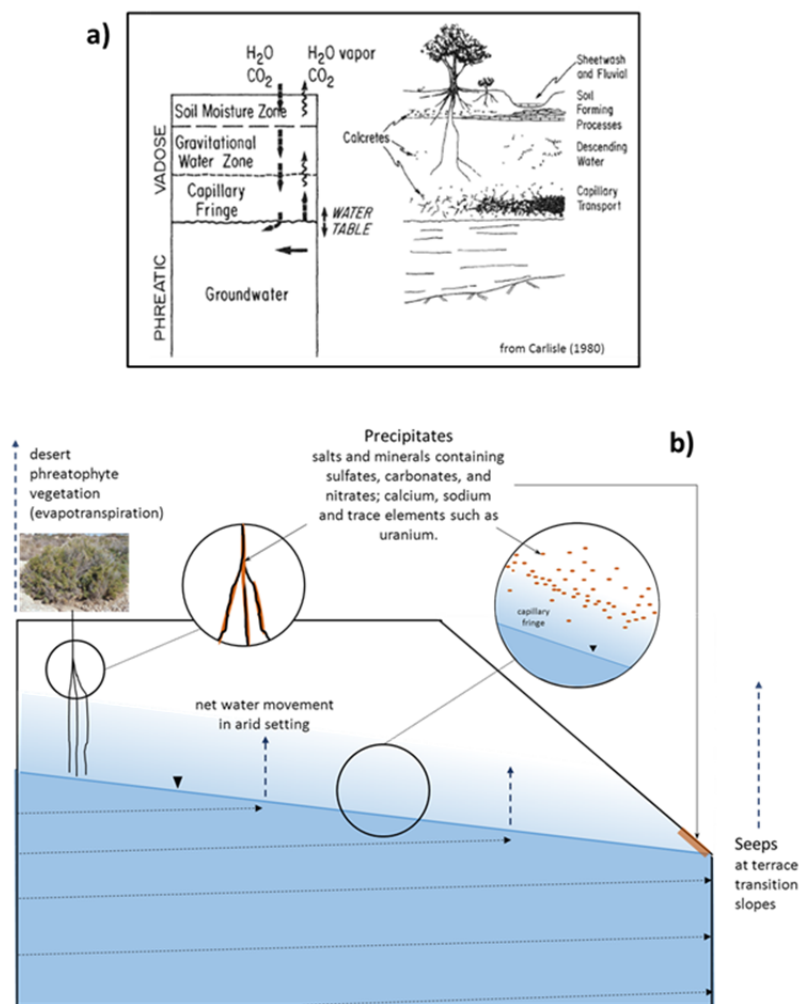 a)
H₂O
CO₂
H₂O vapor
CO₂
VADOSE
PHREATIC
Soil Moisture Zone
Gravitational
Water Zone
Capillary
Fringe
WATER
TABLE
Groundwater
Calcretes
Sheetwash
and Fluvial
Soil
Forming
Processes
Descending
Water
Capillary
Transport
from Carlisle (1980)
b)
desert
phreatophyte
vegetation
(evapotranspiration)
Precipitates
salts and minerals containing
sulfates, carbonates, and
nitrates; calcium, sodium
and trace elements such as
uranium.
capillary
fringe
net water movement
in arid setting
Seeps
at terrace
transition
slopes